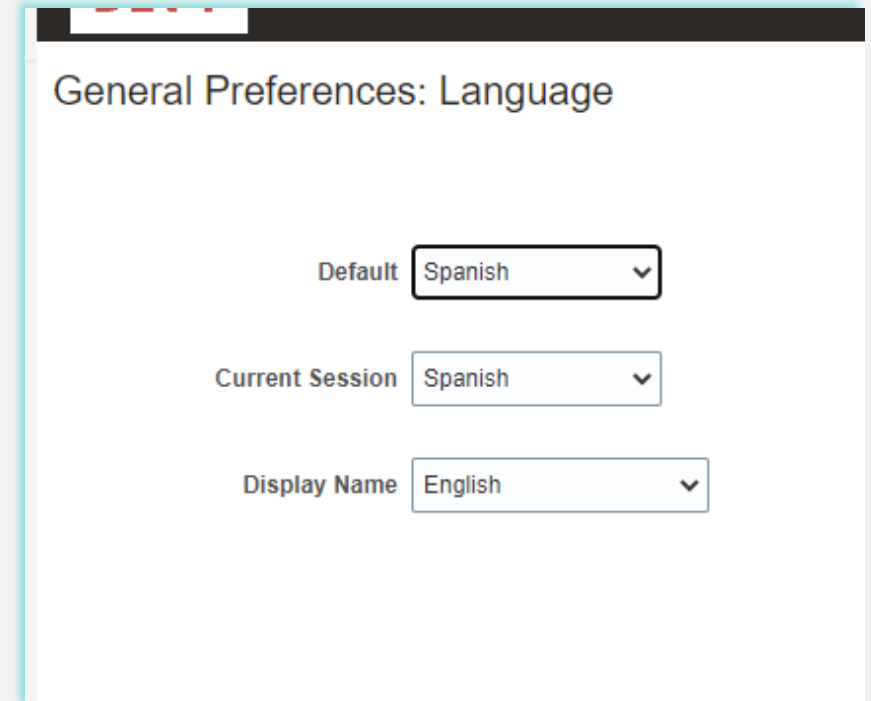 General Preferences: Language
Default Spanish
Current Session Spanish
Display Name English